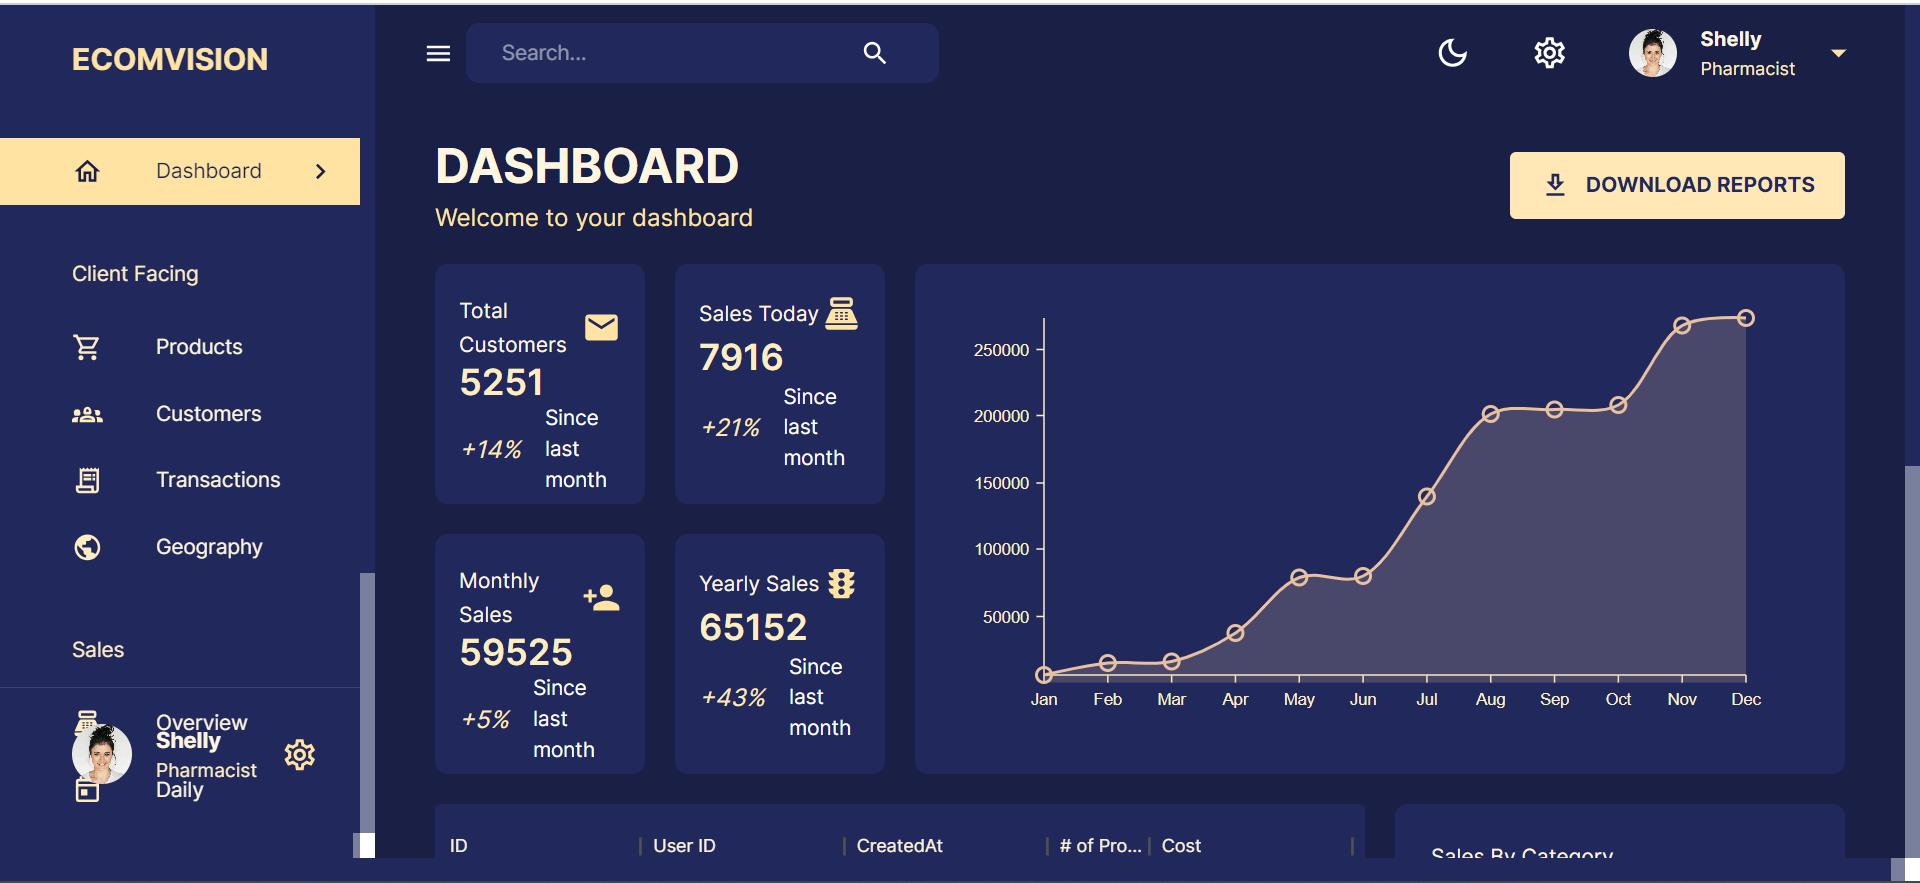 ECOMVISION
Dashboard
Client Facing
Products
Customers
Transactions
Geography
Sales
Overview
Shelly
Pharmacist
Daily
Search...
Shelly
Pharmacist
DASHBOARD
Welcome to your dashboard
DOWNLOAD REPORTS
Total
Customers
5251
+14%
Since
last
month
Sales Today
7916
+21%
Since
last
month
Monthly
Sales
59525
+5%
Since
last
month
Yearly Sales
65152
+43%
Since
last
month
250000
200000
150000
100000
50000
Jan Feb Mar Apr May Jun Jul Aug Sep Oct Nov Dec
ID User ID CreatedAt # of Pro... Cost
Sales By Category